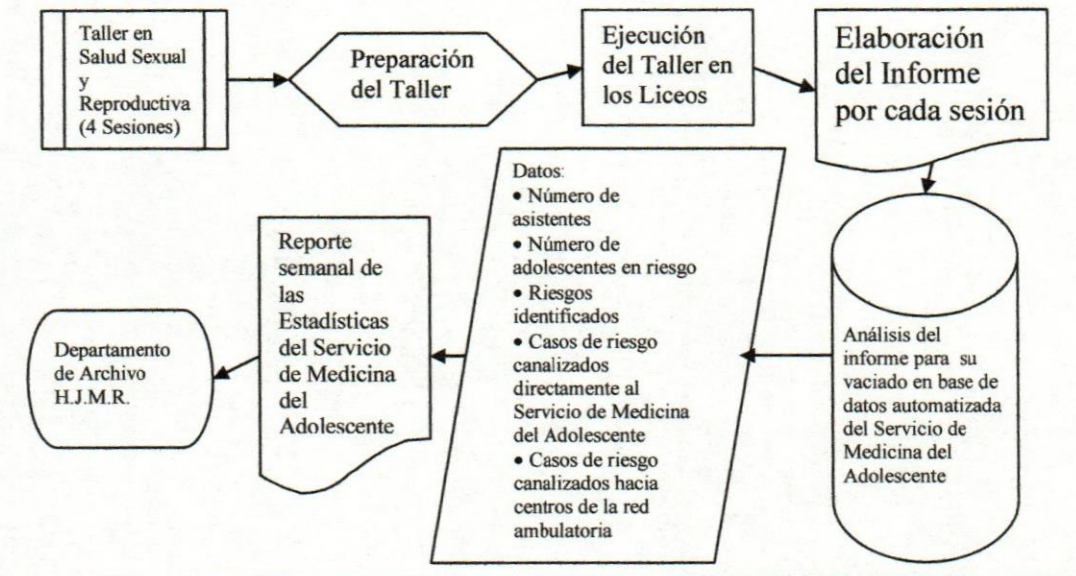 Taller en
Salud Sexual
y
Reproductiva
(4 Sesiones)
Preparación
del Taller
Ejecución
del Taller en
los Liceos
Elaboración
del Informe
por cada sesión
Análisis del
informe para su
vaciado en base de
datos automatizada
del Servicio de
Medicina del
Adolescente
Datos:
• Número de
asistentes
• Número de
adolescentes en riesgo
• Riesgos
identificados
• Casos de riesgo
canalizados
directamente al
Servicio de Medicina
del Adolescente
• Casos de riesgo
canalizados hacia
centros de la red
ambulatoria
Reporte
semanal de
las
Estadísticas
del Servicio
de Medicina
del
Adolescente
Departamento
de Archivo
H.J.M.R.